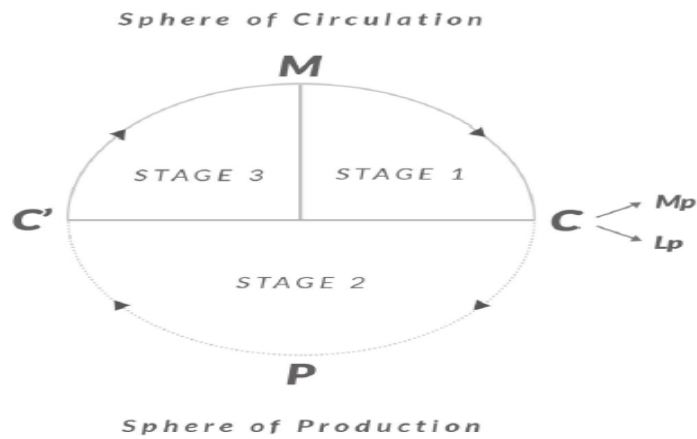 Sphere of Circulation
M
STAGE 3
STAGE 1
C’
C
Mp
Lp
STAGE 2
P
Sphere of Production